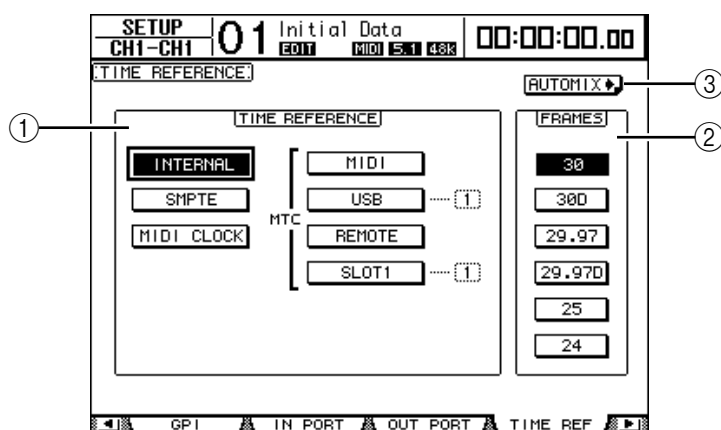 SETUP
CH1-CH1
01
Initial Data
EDIT MIDI 5.1 48k
00:00:00.00
TIME REFERENCE
AUTOMIX
③
①
TIME REFERENCE
INTERNAL
SMPTE
MIDI CLOCK
MTC
MIDI
USB 1
REMOTE
SLOT1 1
FRAMES
②
30
30D
29.97
29.97D
25
24
GPI IN PORT OUT PORT TIME REF